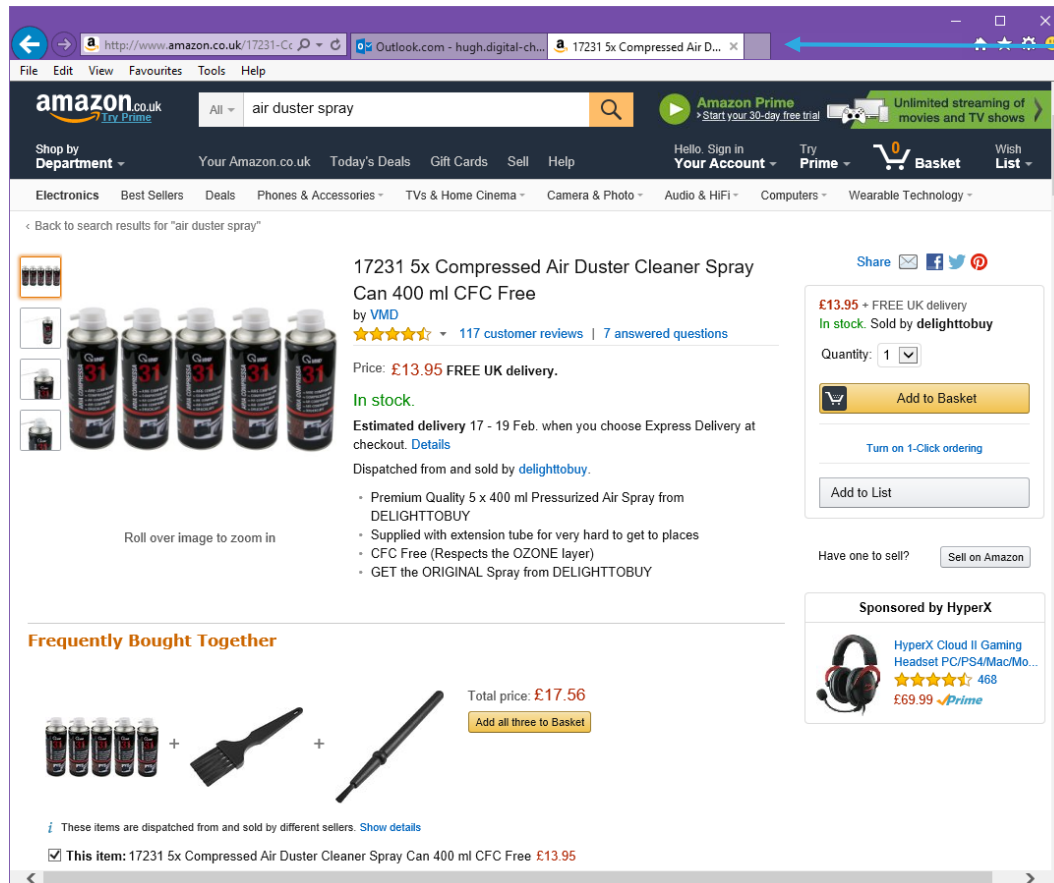 http://www.amazon.co.uk/17231-Cc
Outlook.com - hugh.digital-ch...
17231 5x Compressed Air D...
File Edit View Favourites Tools Help
amazon.co.uk
Try Prime
All
air duster spray
Amazon Prime
>Start your 30-day free trial
Unlimited streaming of
movies and TV shows
Shop by
Department
Your Amazon.co.uk Today's Deals Gift Cards Sell Help
Hello. Sign in
Your Account
Try
Prime
0
Basket
Wish
List
Electronics Best Sellers Deals Phones & Accessories TVs & Home Cinema Camera & Photo Audio & HiFi Computers Wearable Technology
‹ Back to search results for "air duster spray"
17231 5x Compressed Air Duster Cleaner Spray
Can 400 ml CFC Free
by VMD
117 customer reviews | 7 answered questions
Price: £13.95 FREE UK delivery.
In stock.
Estimated delivery 17 - 19 Feb. when you choose Express Delivery at
checkout. Details
Dispatched from and sold by delighttobuy.
Premium Quality 5 x 400 ml Pressurized Air Spray from
DELIGHTTOBUY
Supplied with extension tube for very hard to get to places
CFC Free (Respects the OZONE layer)
GET the ORIGINAL Spray from DELIGHTTOBUY
31 31 31 31 31
Roll over image to zoom in
Share
£13.95 + FREE UK delivery
In stock. Sold by delighttobuy
Quantity: 1
Add to Basket
Turn on 1-Click ordering
Add to List
Have one to sell? Sell on Amazon
Sponsored by HyperX
HyperX Cloud II Gaming
Headset PC/PS4/Mac/Mo...
468
£69.99 Prime
Frequently Bought Together
Total price: £17.56
Add all three to Basket
i These items are dispatched from and sold by different sellers. Show details
This item: 17231 5x Compressed Air Duster Cleaner Spray Can 400 ml CFC Free £13.95